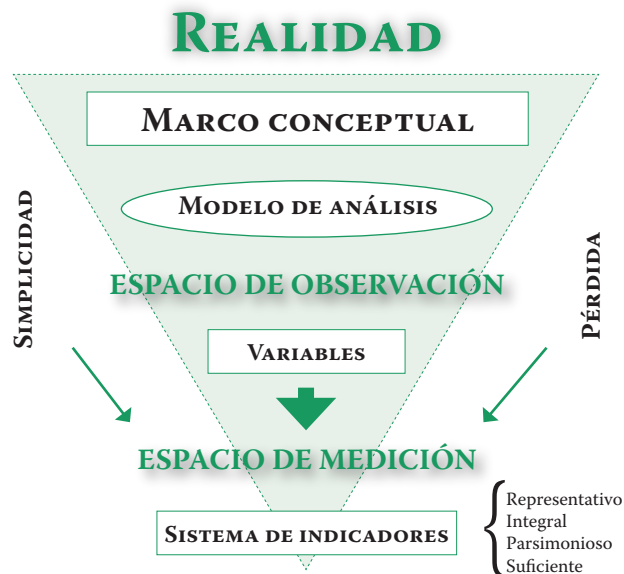 Realidad
Marco conceptual
Modelo de análisis
Simplicidad
Pérdida
ESPACIO DE OBSERVACIÓN
Variables
ESPACIO DE MEDICIÓN
Sistema de indicadores
Representativo
Integral
Parsimonioso
Suficiente